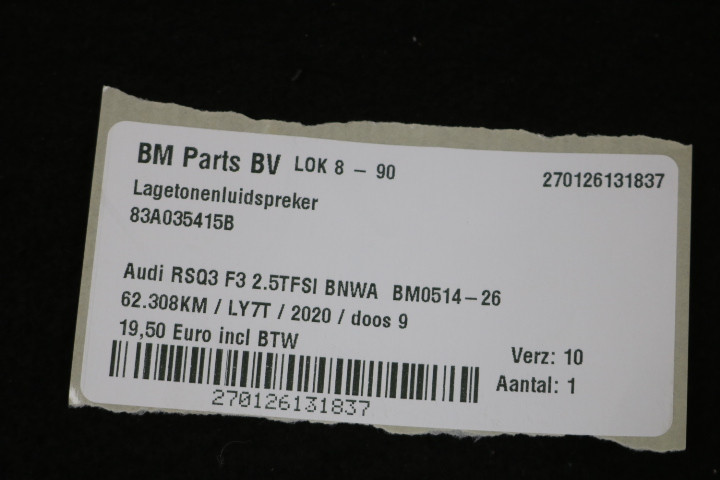 BM Parts BV LOK 8 - 90 270126131837
Lagetonenluidspreker
83A035415B
Audi RSQ3 F3 2.5TFSI BNWA BM0514-26
62.308KM / LY7T / 2020 / doos 9
19,50 Euro incl BTW
Verz: 10
Aantal: 1
270126131837